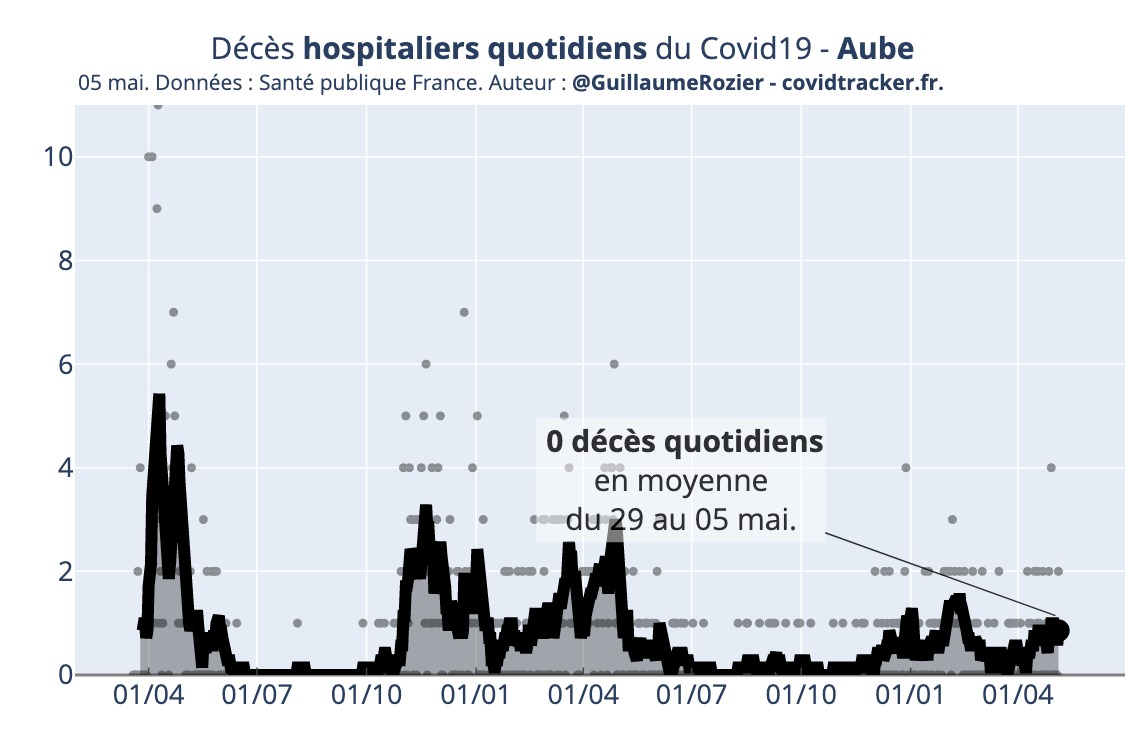 Décès hospitaliers quotidiens du Covid19 - Aube
05 mai. Données : Santé publique France. Auteur : @GuillaumeRozier - covidtracker.fr.
10
8
6
4
2
0
0 décès quotidiens
en moyenne
du 29 au 05 mai.
01/04 01/07 01/10 01/01 01/04 01/07 01/10 01/01 01/04